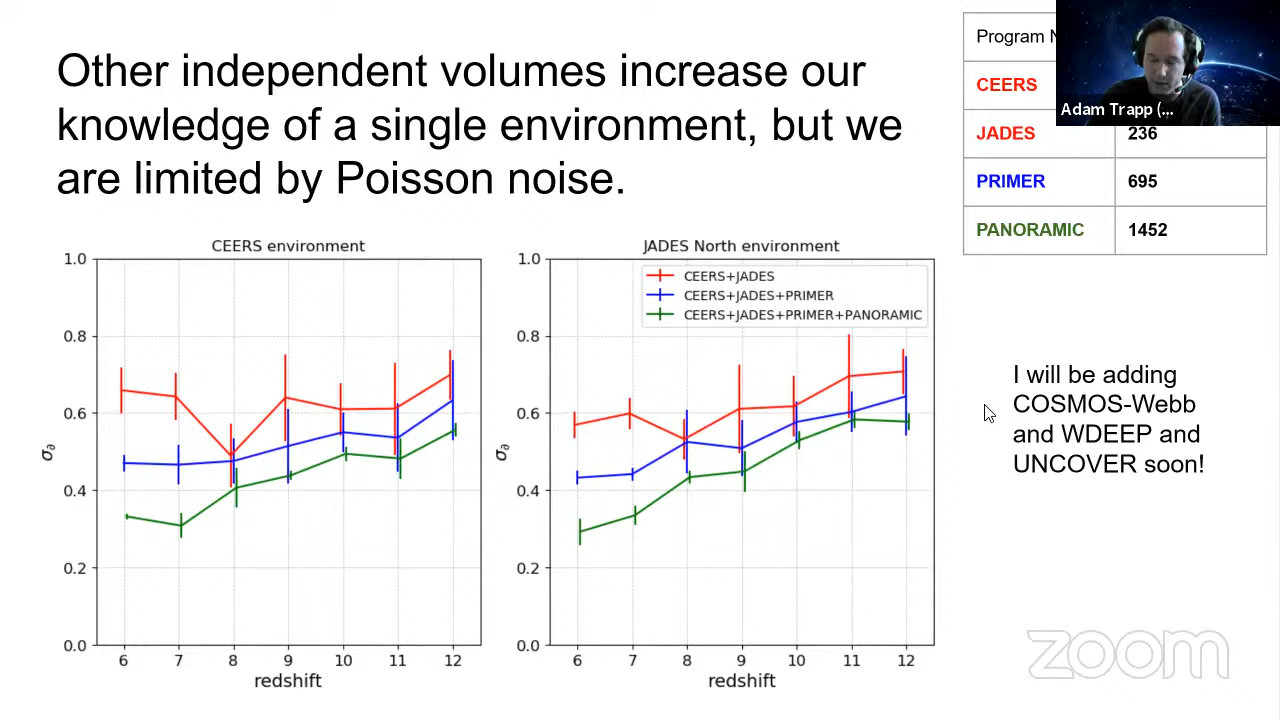 Other independent volumes increase our
knowledge of a single environment, but we
are limited by Poisson noise.
Program
Adam Trapp (...
CEERS
JADES 236
PRIMER 695
PANORAMIC 1452
CEERS environment
1.0
0.8
0.6
0.4
0.2
0.0
σ∂
6 7 8 9 10 11 12
redshift
JADES North environment
CEERS+JADES
CEERS+JADES+PRIMER
CEERS+JADES+PRIMER+PANORAMIC
1.0
0.8
0.6
0.4
0.2
0.0
σ∂
6 7 8 9 10 11 12
redshift
I will be adding
COSMOS-Webb
and WDEEP and
UNCOVER soon!
zoom